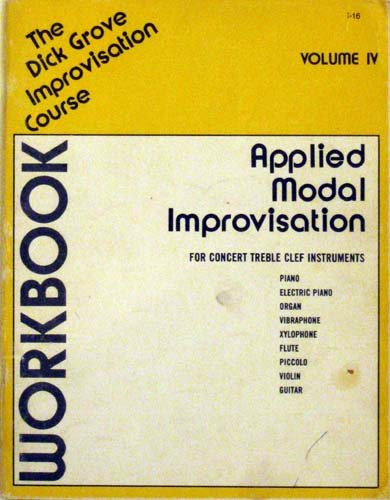 I-16
The
Dick Grove
Improvisation
Course
VOLUME IV
WORKBOOK
Applied
Modal
Improvisation
FOR CONCERT TREBLE CLEF INSTRUMENTS
PIANO
ELECTRIC PIANO
ORGAN
VIBRAPHONE
XYLOPHONE
FLUTE
PICCOLO
VIOLIN
GUITAR